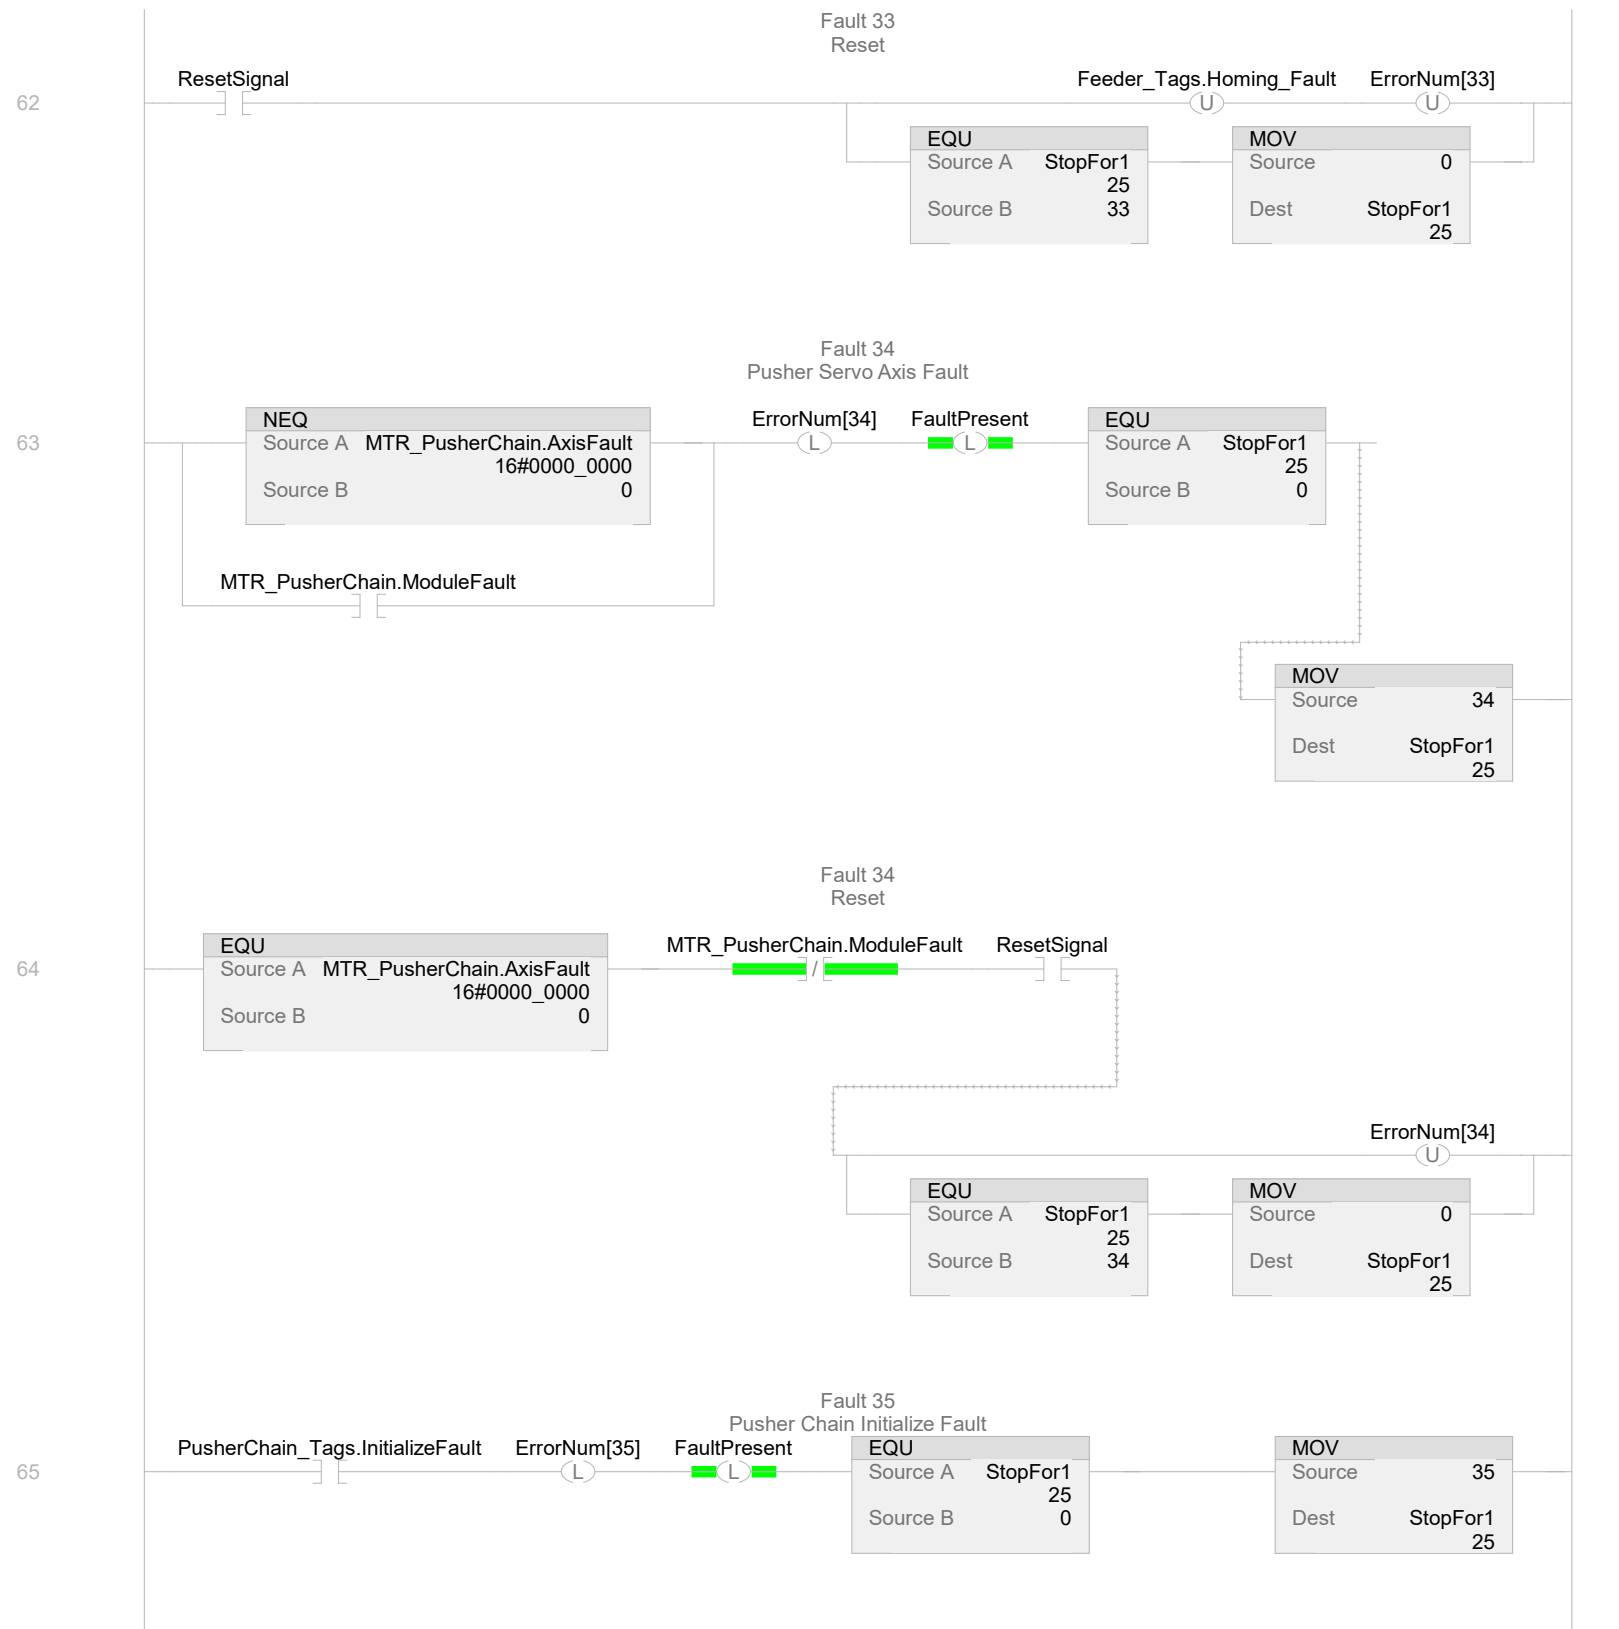 Fault 33
Reset
ResetSignal
Feeder_Tags.Homing_Fault
ErrorNum[33]
62
U
U
EQU
Source A StopFor1
25
Source B 33
MOV
Source 0
Dest StopFor1
25
Fault 34
Pusher Servo Axis Fault
63
NEQ
Source A MTR_PusherChain.AxisFault
16#0000_0000
Source B 0
MTR_PusherChain.ModuleFault
ErrorNum[34]
L
FaultPresent
L
EQU
Source A StopFor1
25
Source B 0
MOV
Source 34
Dest StopFor1
25
Fault 34
Reset
64
EQU
Source A MTR_PusherChain.AxisFault
16#0000_0000
Source B 0
MTR_PusherChain.ModuleFault
/
ResetSignal
ErrorNum[34]
U
EQU
Source A StopFor1
25
Source B 34
MOV
Source 0
Dest StopFor1
25
Fault 35
Pusher Chain Initialize Fault
65
PusherChain_Tags.InitializeFault
ErrorNum[35]
L
FaultPresent
L
EQU
Source A StopFor1
25
Source B 0
MOV
Source 35
Dest StopFor1
25